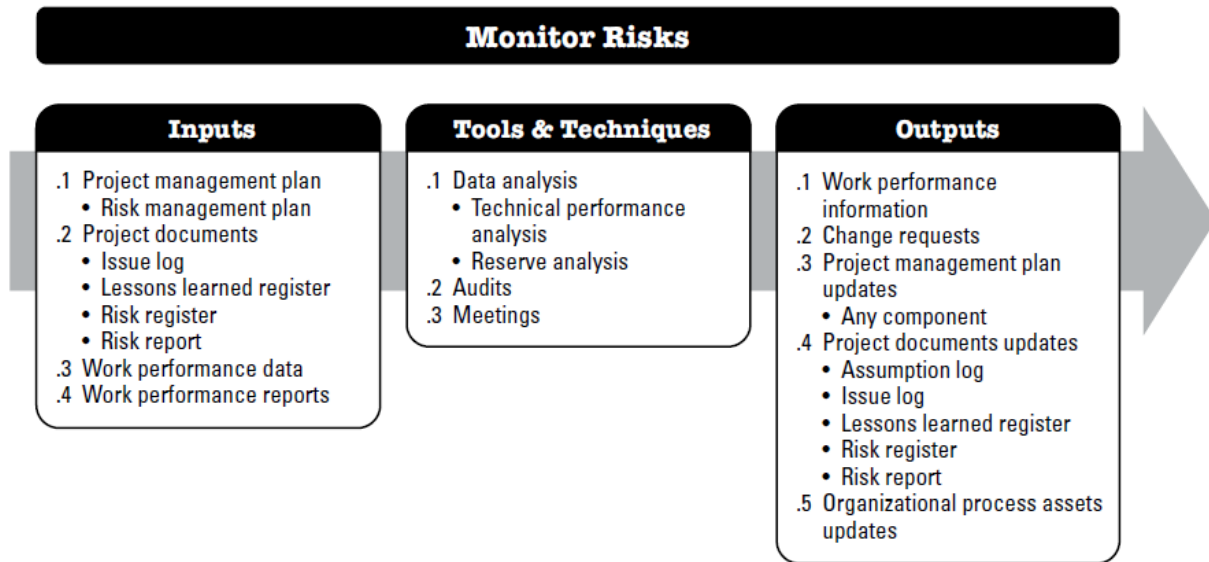 Monitor Risks
Inputs
.1 Project management plan
• Risk management plan
.2 Project documents
• Issue log
• Lessons learned register
• Risk register
• Risk report
.3 Work performance data
.4 Work performance reports
Tools & Techniques
.1 Data analysis
• Technical performance
analysis
• Reserve analysis
.2 Audits
.3 Meetings
Outputs
.1 Work performance
information
.2 Change requests
.3 Project management plan
updates
• Any component
.4 Project documents updates
• Assumption log
• Issue log
• Lessons learned register
• Risk register
• Risk report
.5 Organizational process assets
updates